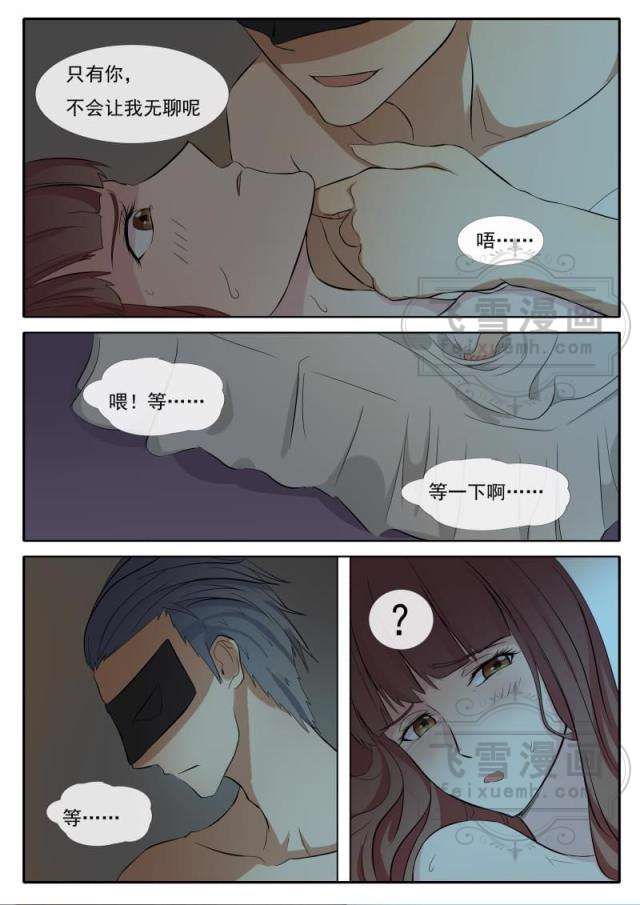 只有你，
不会让我无聊呢
唔……
飞雪漫画
feixuemh.com
喂！等……
等一下啊……
?
飞雪漫画
feixuemh.com
等……